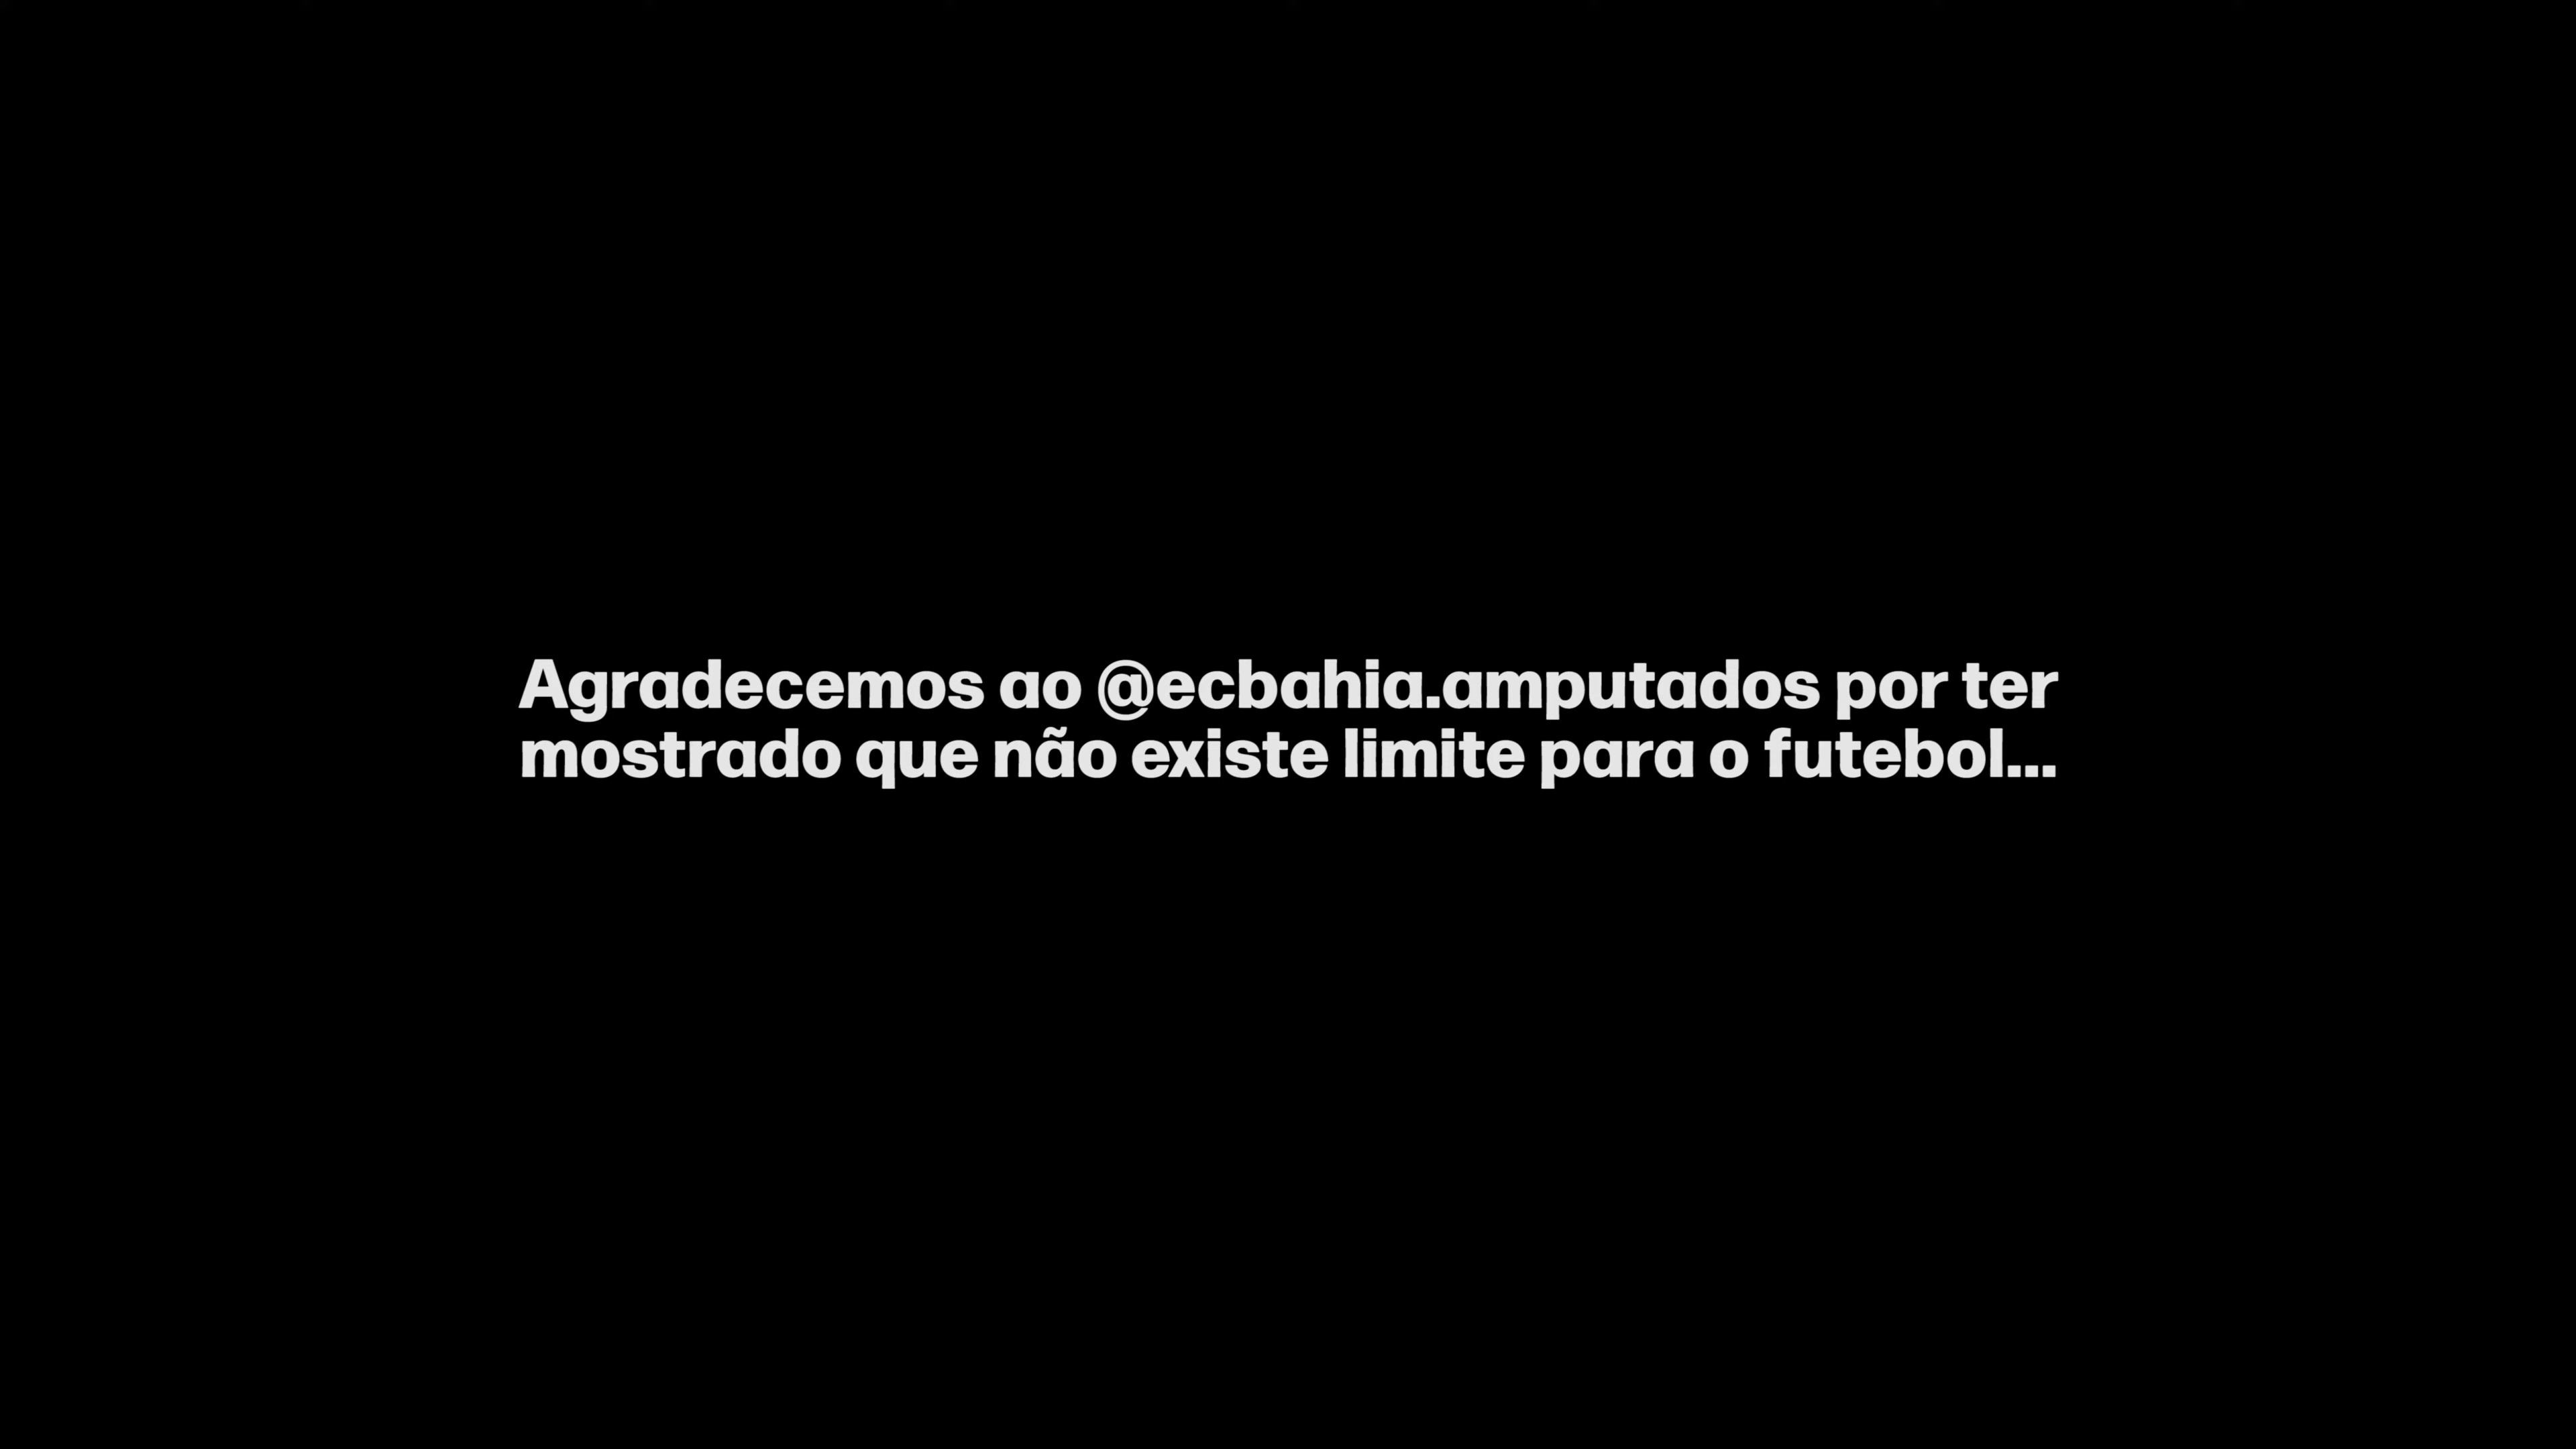 Agradecemos ao @ecbahia.amputados por ter
mostrado que não existe limite para o futebol...